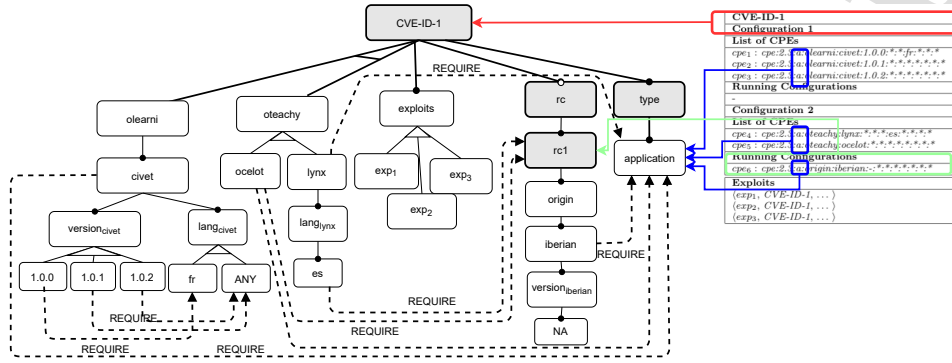 CVE-ID-1
REQUIRE
olearni
oteachy
exploits
rc
type
civet
ocelot
lynx
exp1
exp2
exp3
rc1
application
versioncivet
langcivet
langlynx
origin
1.0.0
1.0.1
1.0.2
fr
ANY
es
iberian
REQUIRE
versioniberian
NA
REQUIRE
REQUIRE
REQUIRE
REQUIRE
CVE-ID-1
Configuration 1
List of CPEs
cpe1 : cpe:2.3:a:olearni:civet:1.0.0:*:*:fr:*:*:*
cpe2 : cpe:2.3:a:olearni:civet:1.0.1:*:*:*:*:*:*
cpe3 : cpe:2.3:a:olearni:civet:1.0.2:*:*:*:*:*:*
Running Configurations
-
Configuration 2
List of CPEs
cpe4 : cpe:2.3:a:oteachy:lynx:*:*:*:es:*:*:*:*
cpe5 : cpe:2.3:a:oteachy:ocelot:*:*:*:*:*:*:*:*
Running Configurations
cpe6 : cpe:2.3:a:origin:iberian:-:*:*:*:*:*:*
Exploits
(exp1, CVE-ID-1, ... )
(exp2, CVE-ID-1, ... )
(exp3, CVE-ID-1, ... )